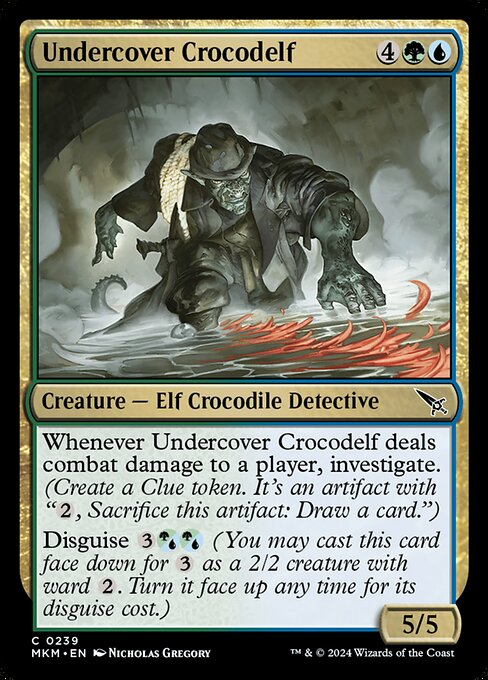 Undercover Crocodelf 4
Creature — Elf Crocodile Detective
Whenever Undercover Crocodelf deals
combat damage to a player, investigate.
(Create a Clue token. It's an artifact with
"2, Sacrifice this artifact: Draw a card.")
Disguise 3 (You may cast this card
face down for 3 as a 2/2 creature with
ward 2. Turn it face up any time for its
disguise cost.)
5/5
C 0239
MKM • EN Nicholas Gregory
™ & © 2024 Wizards of the Coast